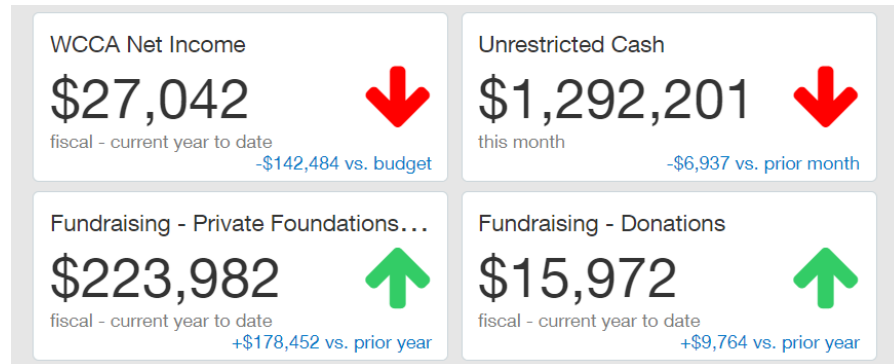 WCCA Net Income
$27,042
fiscal - current year to date
-$142,484 vs. budget
Unrestricted Cash
$1,292,201
this month
-$6,937 vs. prior month
Fundraising - Private Foundations...
$223,982
fiscal - current year to date
+$178,452 vs. prior year
Fundraising - Donations
$15,972
fiscal - current year to date
+$9,764 vs. prior year